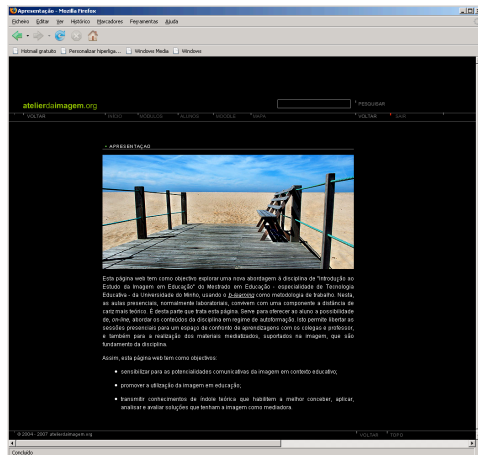 Apresentação - Mozilla Firefox
Ficheiro Editar Ver Histórico Marcadores Ferramentas Ajuda
Hotmail gratuito Personalizar hiperliga... Windows Media Windows
atelierdaimagem.org PESQUISAR
VOLTAR INICIO MODULOS ALUNOS MOODLE MAPA VOLTAR SAIR
APRESENTAÇÃO
Esta página web tem como objectivo explorar uma nova abordagem à disciplina de "Introdução ao
Estudo da Imagem em Educação" do Mestrado em Educação - especialidade de Tecnologia
Educativa - da Universidade do Minho, usando o b-learning como metodologia de trabalho. Nesta,
as aulas presenciais, normalmente laboratoriais, convivem com uma componente a distância de
cariz mais teórico. É desta parte que trata esta página. Serve para oferecer ao aluno a possibilidade
de, on-line, abordar os conteúdos da disciplina em regime de autoformação. Isto permite libertar as
sessões presenciais para um espaço de confronto de aprendizagens com os colegas e professor,
e também para a realização dos materiais mediatizados, suportados na imagem, que são
fundamento da disciplina.
Assim, esta página web tem como objectivos:
sensibilizar para as potencialidades comunicativas da imagem em contexto educativo;
promover a utilização da imagem em educação;
transmitir conhecimentos de índole teórica que habilitem a melhor conceber, aplicar,
analisar e avaliar soluções que tenham a imagem como mediadora
© 2004 - 2007 atelierdaimagem.org VOLTAR TOPO
Concluído